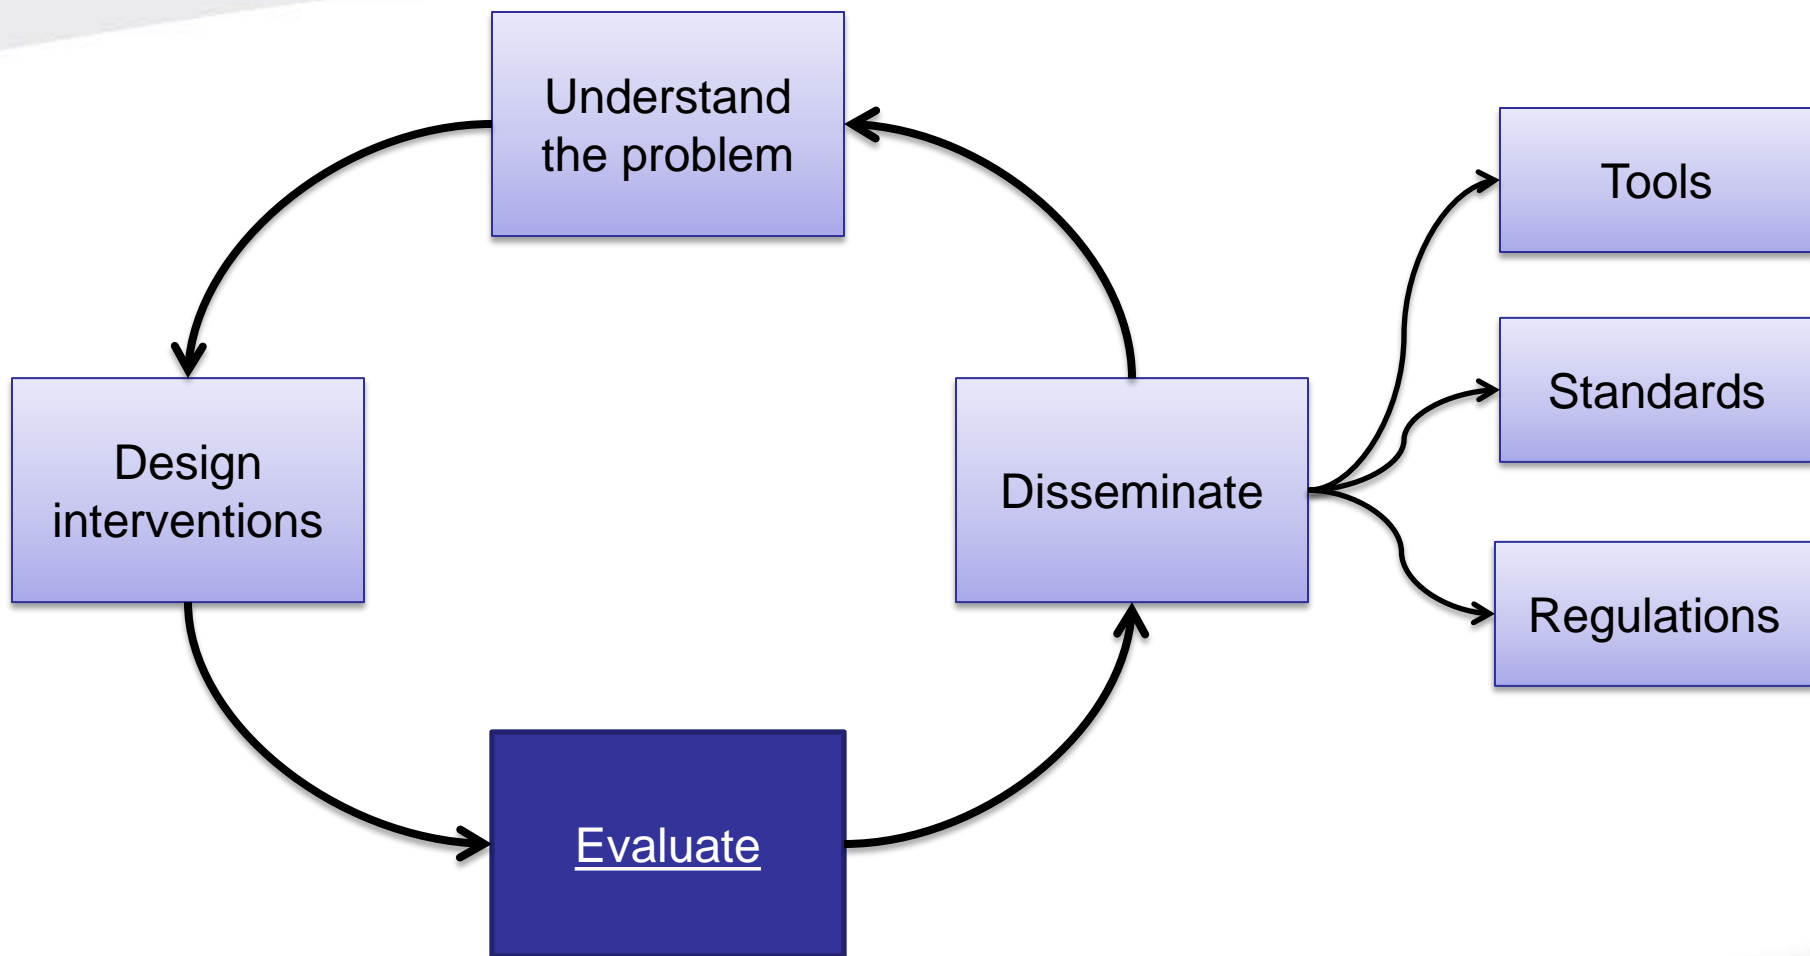 Understand
the problem
Tools
Standards
Design
interventions
Disseminate
Regulations
Evaluate